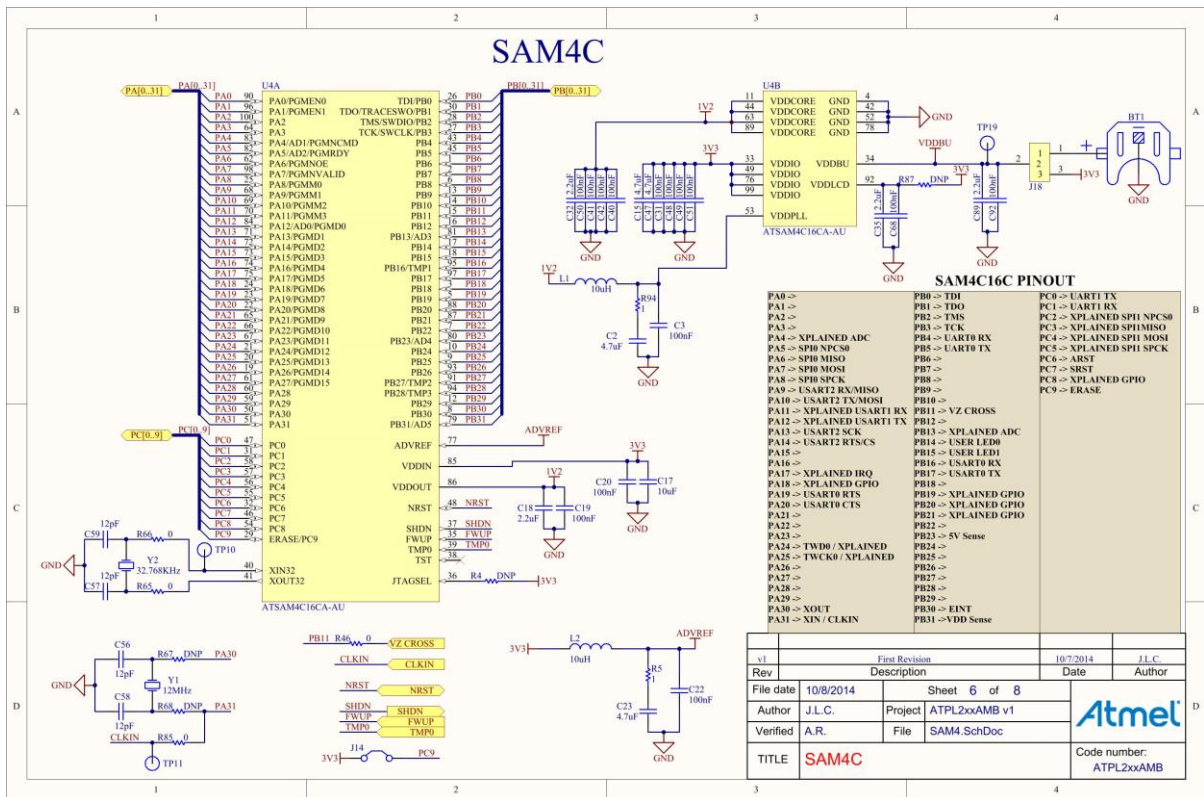 1 2 3 4
SAM4C
PA[0..31] PA[0..31] U4A PB[0..31] PB[0..31]
PA0 90 PA0/PGMEN0 TDI/PB0 26 PB0
PA1 96 PA1/PGMEN1 TDO/TRACESWO/PB1 30 PB1
PA2 100 PA2 TMS/SWDIO/PB2 28 PB2
PA3 64 PA3 TCK/SWCLK/PB3 27 PB3
PA4 83 PA4/AD1/PGMNCMD PB4 43 PB4
PA5 82 PA5/AD2/PGMRDY PB5 45 PB5
PA6 62 PA6/PGMNOE PB6 PB6
PA7 98 PA7/PGMNVALID PB7 PB7
PA8 25 PA8/PGMM0 PB8 PB8
PA9 68 PA9/PGMM1 PB9 PB9
PA10 69 PA10/PGMM2 PB10 PB10
PA11 70 PA11/PGMM3 PB11 PB11
PA12 84 PA12/AD0/PGMD0 PB12 PB12
PA13 71 PA13/PGMD1 PB13/AD3 81 PB13
PA14 72 PA14/PGMD2 PB14 PB14
PA15 73 PA15/PGMD3 PB15 PB15
PA16 74 PA16/PGMD4 PB16/TMP1 95 PB16
PA17 75 PA17/PGMD5 PB17 97 PB17
PA18 24 PA18/PGMD6 PB18 PB18
PA19 23 PA19/PGMD7 PB19 PB19
PA20 22 PA20/PGMD8 PB20 88 PB20
PA21 65 PA21/PGMD9 PB21 87 PB21
PA22 66 PA22/PGMD10 PB22 PB22
PA23 67 PA23/PGMD11 PB23/AD4 80 PB23
PA24 21 PA24/PGMD12 PB24 PB24
PA25 20 PA25/PGMD13 PB25 PB25
PA26 19 PA26/PGMD14 PB26 93 PB26
PA27 61 PA27/PGMD15 PB27/TMP2 91 PB27
PA28 60 PA28 PB28/TMP3 94 PB28
PA29 59 PA29 PB29 PB29
PA30 50 PA30 PB30 PB30
PA31 51 PA31 PB31/AD5 79 PB31
PC[0..9] PC[0..9]
PC0 47 PC0 ADVREF 77 ADVREF
PC1 31 PC1
PC2 58 PC2 VDDIN 85 3V3
PC3 57 PC3
PC4 56 PC4 VDDOUT 86 1V2
PC5 55 PC5
PC6 32 PC6 NRST 48 NRST
PC7 46 PC7
PC8 54 PC8 SHDN 37 SHDN
PC9 29 ERASE/PC9 FWUP 35 FWUP
TMP0 39 TMP0
TST 38
40 XIN32
41 XOUT32 JTAGSEL 36 R4 DNP 3V3
ATSAM4C16CA-AU
C20 100nF
C17 10uF
C18 2.2uF
C19 100nF
GND GND
C59 12pF R66 0 TP10
GND Y2 32.768KHz
C57 12pF R65 0
C56 12pF R67 DNP PA30
GND Y1 12MHz
C58 12pF R68 DNP PA31
CLKIN R85 0
TP11
PB11 R46 0 VZ CROSS
CLKIN CLKIN
NRST NRST
SHDN SHDN
FWUP FWUP
TMP0 TMP0
3V3 J14 PC9
3V3 L2 10uH ADVREF
R5 1
C22 100nF
C23 4.7uF
GND
U4B
1V2
11 VDDCORE GND 4
44 VDDCORE GND 42
63 VDDCORE GND 52
89 VDDCORE GND 78
GND
3V3
33 VDDIO VDDBU 34 VDDBU TP19
49 VDDIO
76 VDDIO VDDLCD 92 R87 DNP 3V3
99 VDDIO
53 VDDPLL
ATSAM4C16CA-AU
C32 2.2uF
C50 100nF
C41 100nF
C42 100nF
C40 100nF
GND
C15 4.7uF
C47 4.7uF
C31 100nF
C48 100nF
C49 100nF
C51 100nF
GND
C35 2.2uF
C68 100nF
GND
C89 2.2uF
C92 100nF
GND
2 1 2 3 J18 1 + BT1
3 3V3
GND
1V2 L1 10uH
R94 1
C2 4.7uF
C3 100nF
GND
SAM4C16C PINOUT
PA0 -> PB0 -> TDI PC0 -> UART1 TX
PA1 -> PB1 -> TDO PC1 -> UART1 RX
PA2 -> PB2 -> TMS PC2 -> XPLAINED SPI1 NPCS0
PA3 -> PB3 -> TCK PC3 -> XPLAINED SPI1MISO
PA4 -> XPLAINED ADC PB4 -> UART0 RX PC4 -> XPLAINED SPI1 MOSI
PA5 -> SPI0 NPCS0 PB5 -> UART0 TX PC5 -> XPLAINED SPI1 SPCK
PA6 -> SPI0 MISO PB6 -> PC6 -> ARST
PA7 -> SPI0 MOSI PB7 -> PC7 -> SRST
PA8 -> SPI0 SPCK PB8 -> PC8 -> XPLAINED GPIO
PA9 -> USART2 RX/MISO PB9 -> PC9 -> ERASE
PA10 -> USART2 TX/MOSI PB10 ->
PA11 -> XPLAINED USART1 RX PB11 -> VZ CROSS
PA12 -> XPLAINED USART1 TX PB12 ->
PA13 -> USART2 SCK PB13 -> XPLAINED ADC
PA14 -> USART2 RTS/CS PB14 -> USER LED0
PA15 -> PB15 -> USER LED1
PA16 -> PB16 -> USART0 RX
PA17 -> XPLAINED IRQ PB17 -> USART0 TX
PA18 -> XPLAINED GPIO PB18 ->
PA19 -> USART0 RTS PB19 -> XPLAINED GPIO
PA20 -> USART0 CTS PB20 -> XPLAINED GPIO
PA21 -> PB21 -> XPLAINED GPIO
PA22 -> PB22 ->
PA23 -> PB23 -> 5V Sense
PA24 -> TWD0 / XPLAINED PB24 ->
PA25 -> TWCK0 / XPLAINED PB25 ->
PA26 -> PB26 ->
PA27 -> PB27 ->
PA28 -> PB28 ->
PA29 -> PB29 ->
PA30 -> XOUT PB30 -> EINT
PA31 -> XIN / CLKIN PB31 ->VDD Sense
v1 First Revision 10/7/2014 J.L.C.
Rev Description Date Author
File date 10/8/2014 Sheet 6 of 8
Author J.L.C. Project ATPL2xxAMB v1
Verified A.R. File SAM4.SchDoc
Atmel
TITLE SAM4C
Code number:
ATPL2xxAMB
A A
B B
C C
D D
1 2 3 4